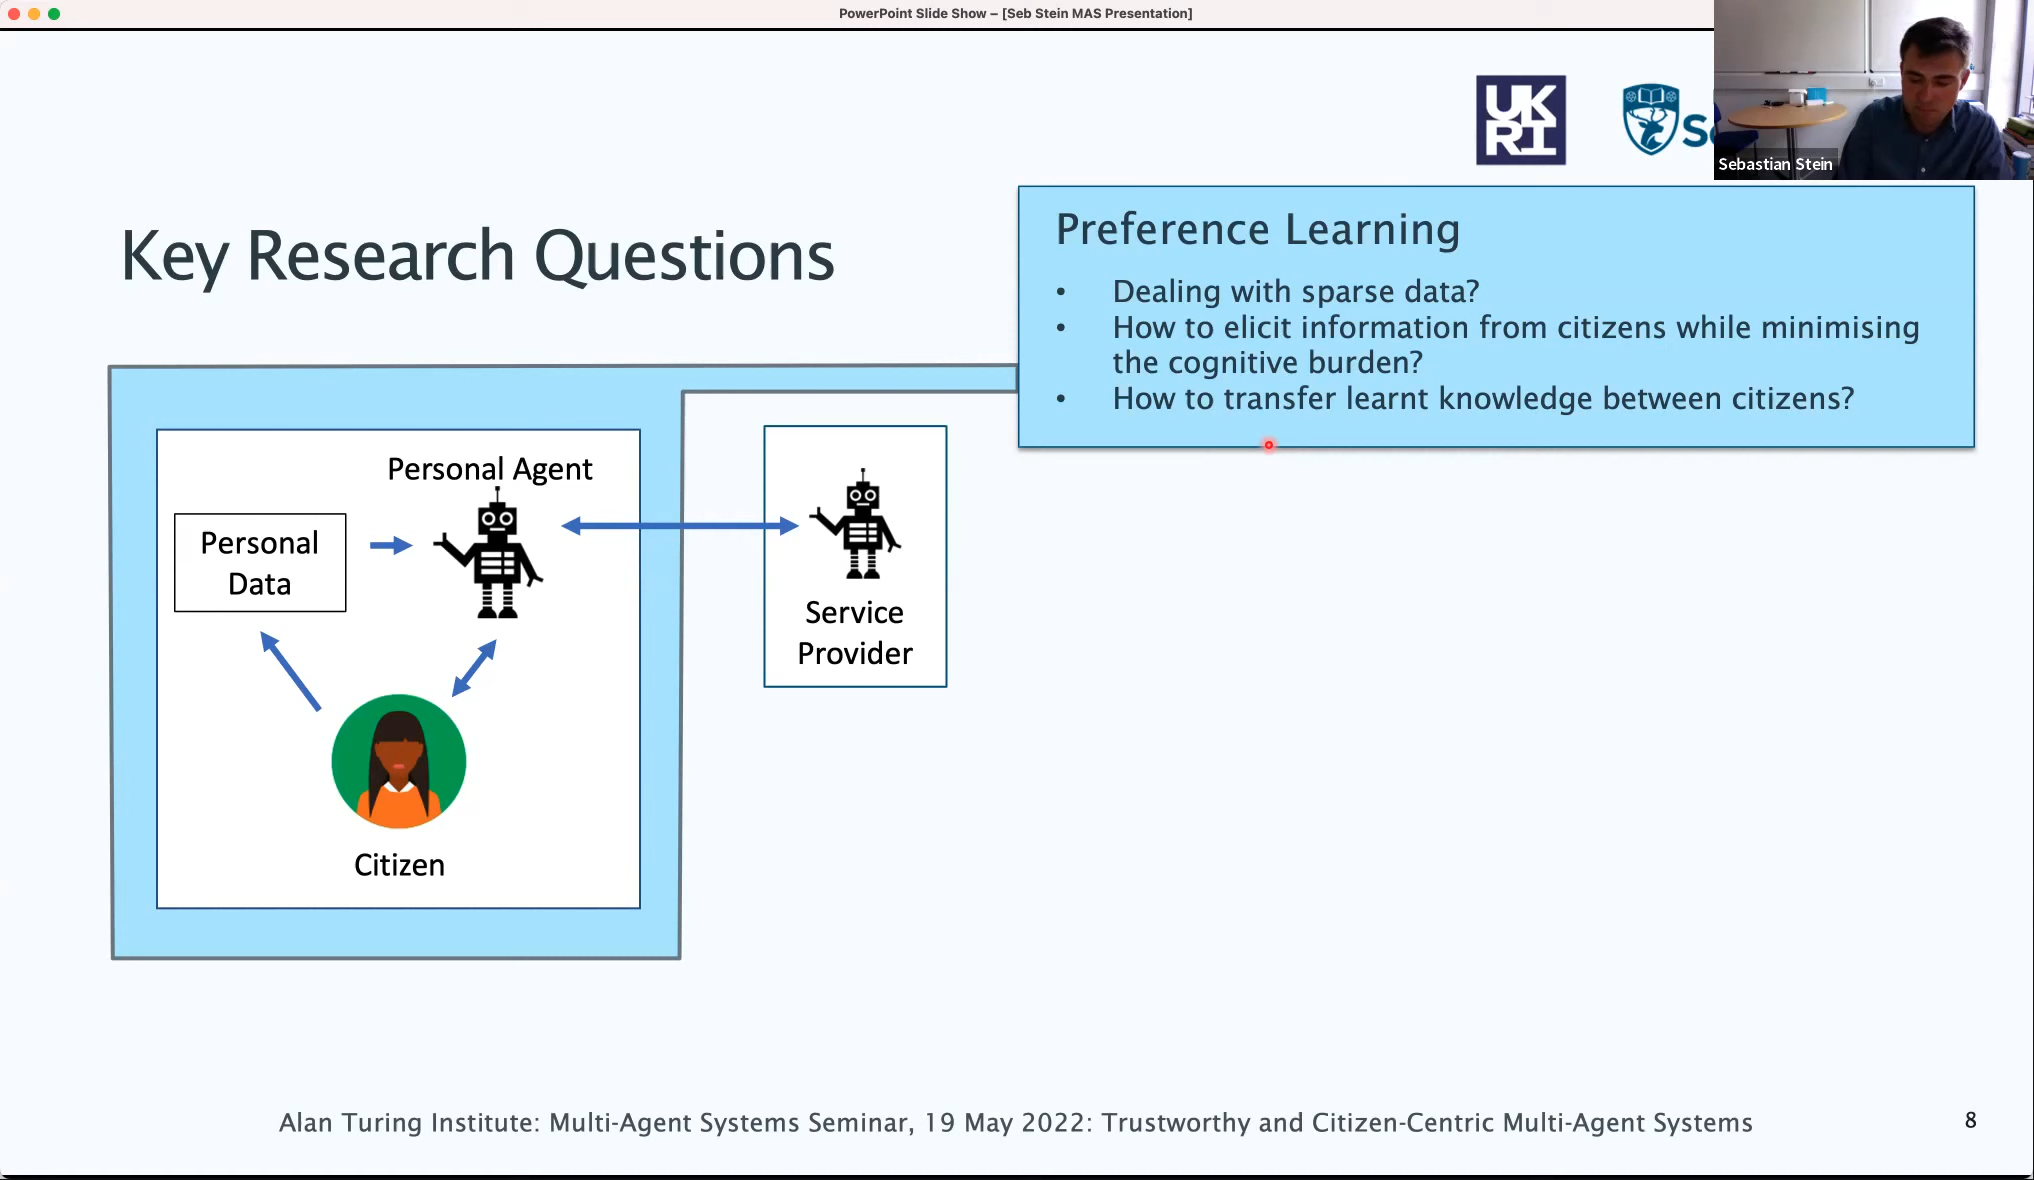 PowerPoint Slide Show – [Seb Stein MAS Presentation]
UK
RI
Sebastian Stein
Key Research Questions
Preference Learning
• Dealing with sparse data?
• How to elicit information from citizens while minimising
the cognitive burden?
• How to transfer learnt knowledge between citizens?
Personal Agent
Personal
Data
Service
Provider
Citizen
Alan Turing Institute: Multi-Agent Systems Seminar, 19 May 2022: Trustworthy and Citizen-Centric Multi-Agent Systems
8